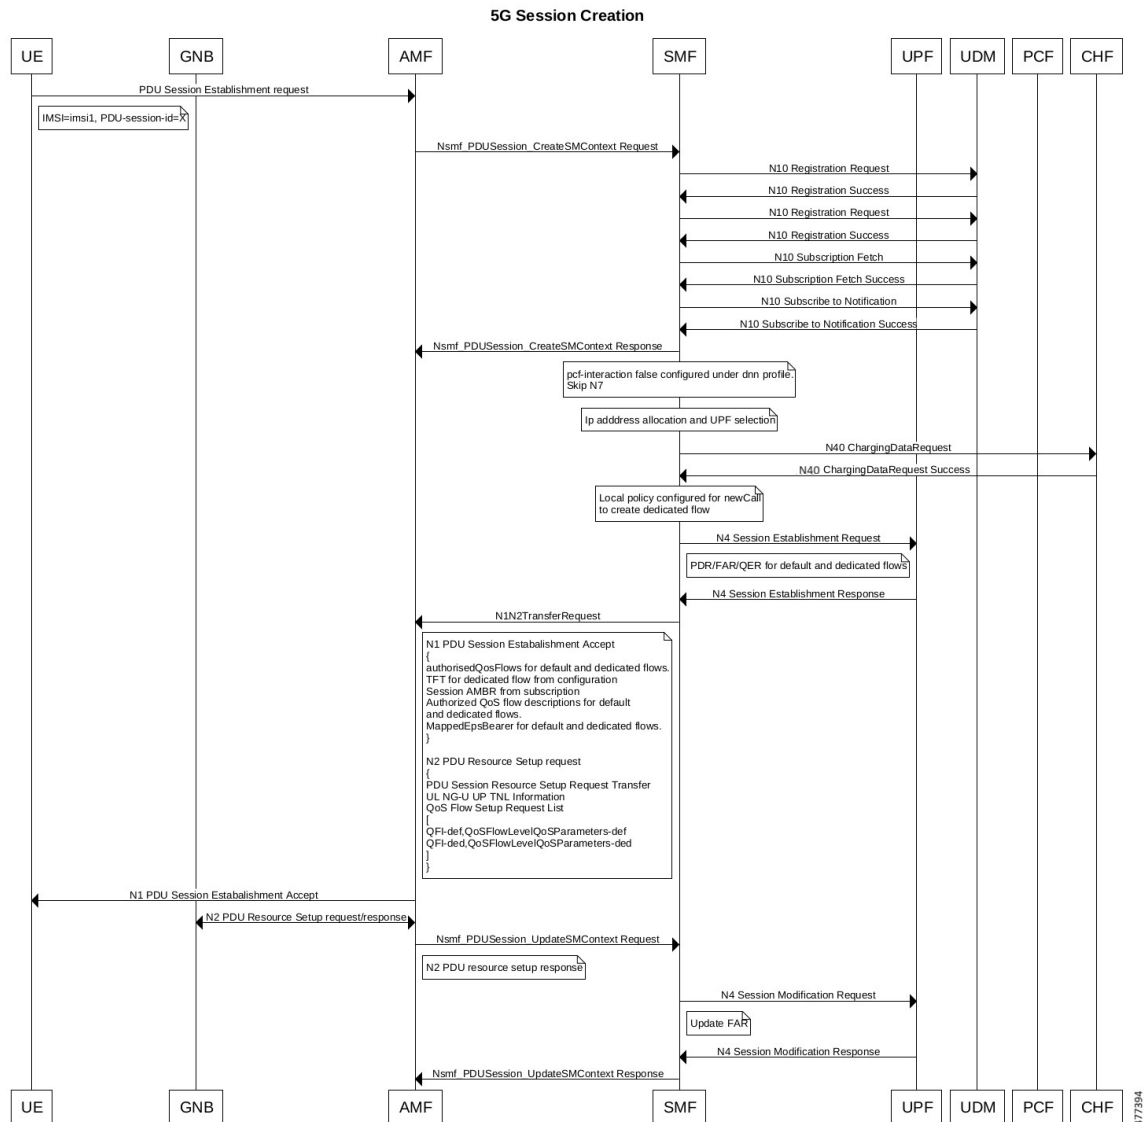 5G Session Creation
UE GNB AMF SMF UPF UDM PCF CHF
PDU Session Establishment request
IMSI=imsi1, PDU-session-id=X
Nsmf_PDUSession_CreateSMContext Request
N10 Registration Request
N10 Registration Success
N10 Registration Request
N10 Registration Success
N10 Subscription Fetch
N10 Subscription Fetch Success
N10 Subscribe to Notification
N10 Subscribe to Notification Success
Nsmf_PDUSession_CreateSMContext Response
pcf-interaction false configured under dnn profile.
Skip N7
Ip adddress allocation and UPF selection
N40 ChargingDataRequest
N40 ChargingDataRequest Success
Local policy configured for newCall
to create dedicated flow
N4 Session Establishment Request
PDR/FAR/QER for default and dedicated flows
N4 Session Establishment Response
N1N2TransferRequest
N1 PDU Session Estabalishment Accept
{
authorisedQosFlows for default and dedicated flows.
TFT for dedicated flow from configuration
Session AMBR from subscription
Authorized QoS flow descriptions for default
and dedicated flows.
MappedEpsBearer for default and dedicated flows.
}
N2 PDU Resource Setup request
{
PDU Session Resource Setup Request Transfer
UL NG-U UP TNL Information
QoS Flow Setup Request List
[
QFI-def,QoSFlowLevelQoSParameters-def
QFI-ded,QoSFlowLevelQoSParameters-ded
]
}
N1 PDU Session Estabalishment Accept
N2 PDU Resource Setup request/response
Nsmf_PDUSession_UpdateSMContext Request
N2 PDU resource setup response
N4 Session Modification Request
Update FAR
N4 Session Modification Response
Nsmf_PDUSession_UpdateSMContext Response
UE GNB AMF SMF UPF UDM PCF CHF